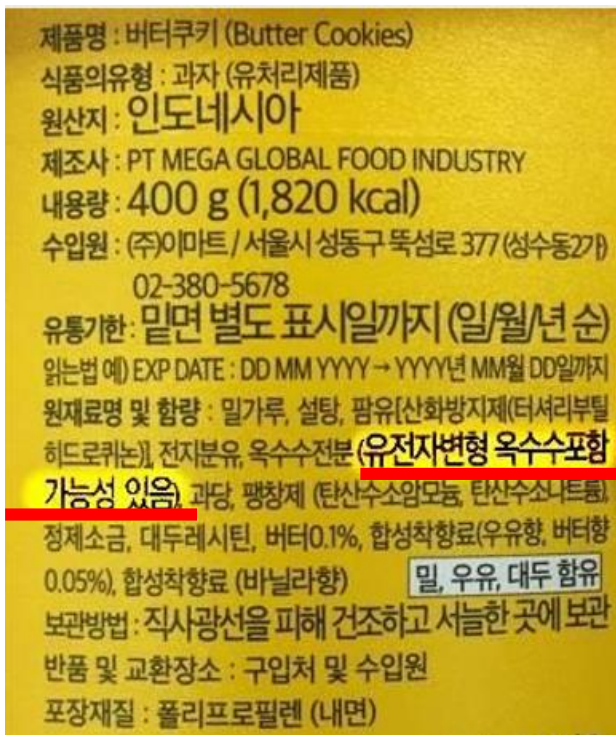 제품명 : 버터쿠키 (Butter Cookies)
식품의유형 : 과자 (유처리제품)
원산지 : 인도네시아
제조사 : PT MEGA GLOBAL FOOD INDUSTRY
내용량 : 400 g (1,820 kcal)
수입원 : (주)이마트 / 서울시 성동구 뚝섬로 377 (성수동2가)
02-380-5678
유통기한 : 밑면 별도 표시일까지 (일/월/년 순)
읽는법 예) EXP DATE : DD MM YYYY → YYYY년 MM월 DD일까지
원재료명 및 함량 : 밀가루, 설탕, 팜유[산화방지제(터셔리부틸
히드로퀴논)], 전지분유, 옥수수전분 (유전자변형 옥수수포함
가능성 있음), 과당, 팽창제 (탄산수소암모늄, 탄산수소나트륨)
정제소금, 대두레시틴, 버터0.1%, 합성착향료(우유향, 버터향
0.05%), 합성착향료 (바닐라향) 밀, 우유, 대두 함유
보관방법 : 직사광선을 피해 건조하고 서늘한 곳에 보관
반품 및 교환장소 : 구입처 및 수입원
포장재질 : 폴리프로필렌 (내면)